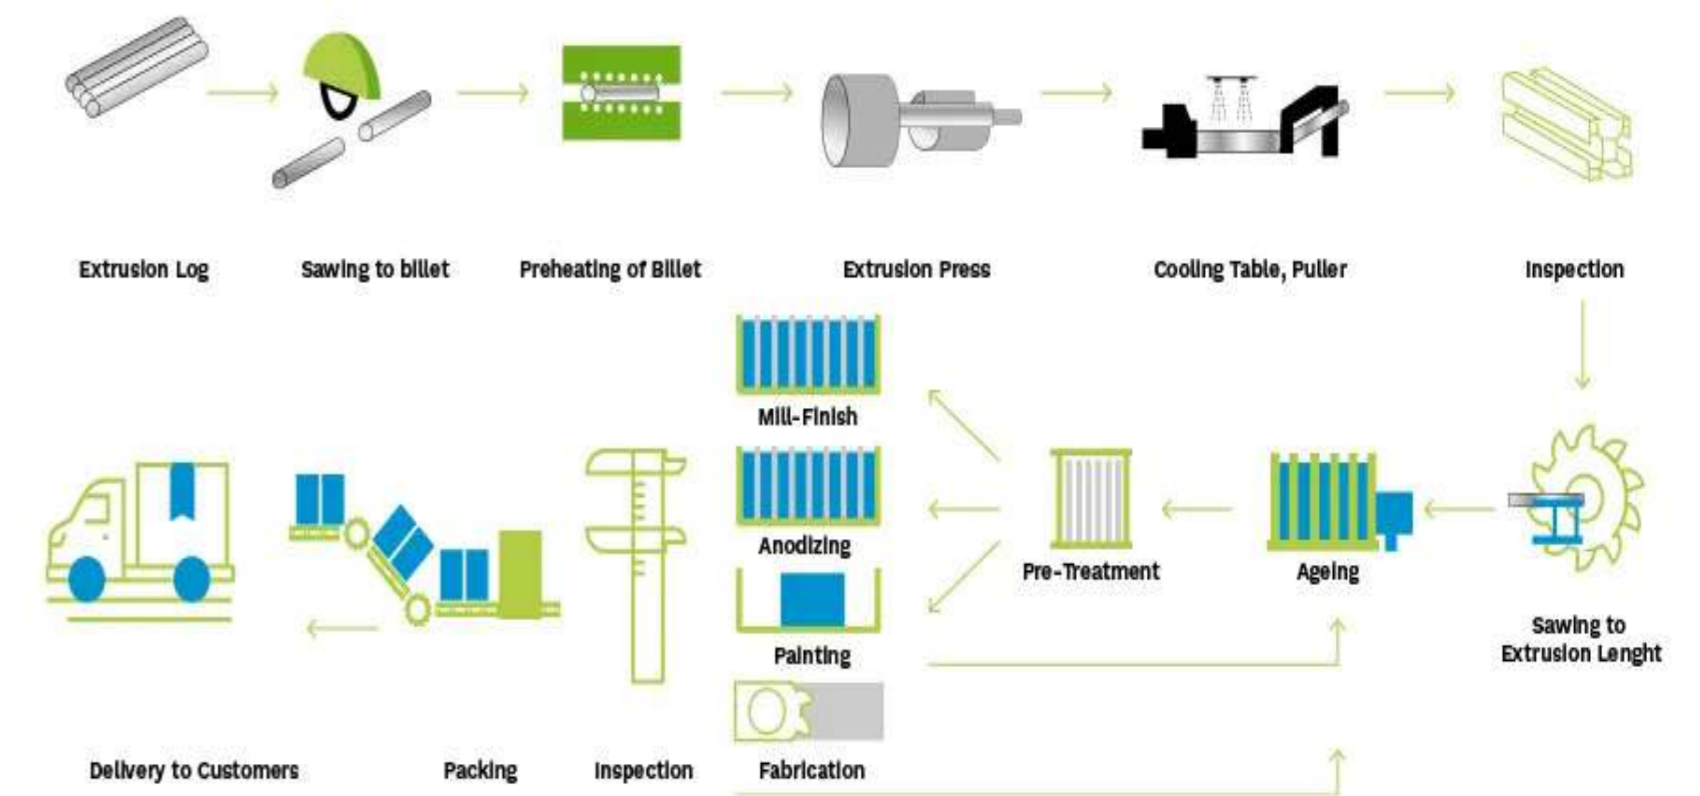 Extrusion Log
Sawing to billet
Preheating of Billet
Extrusion Press
Cooling Table, Puller
Inspection
Mill-Finish
Anodizing
Pre-Treatment
Ageing
Sawing to
Extrusion Lenght
Painting
Delivery to Customers
Packing
Inspection
Fabrication